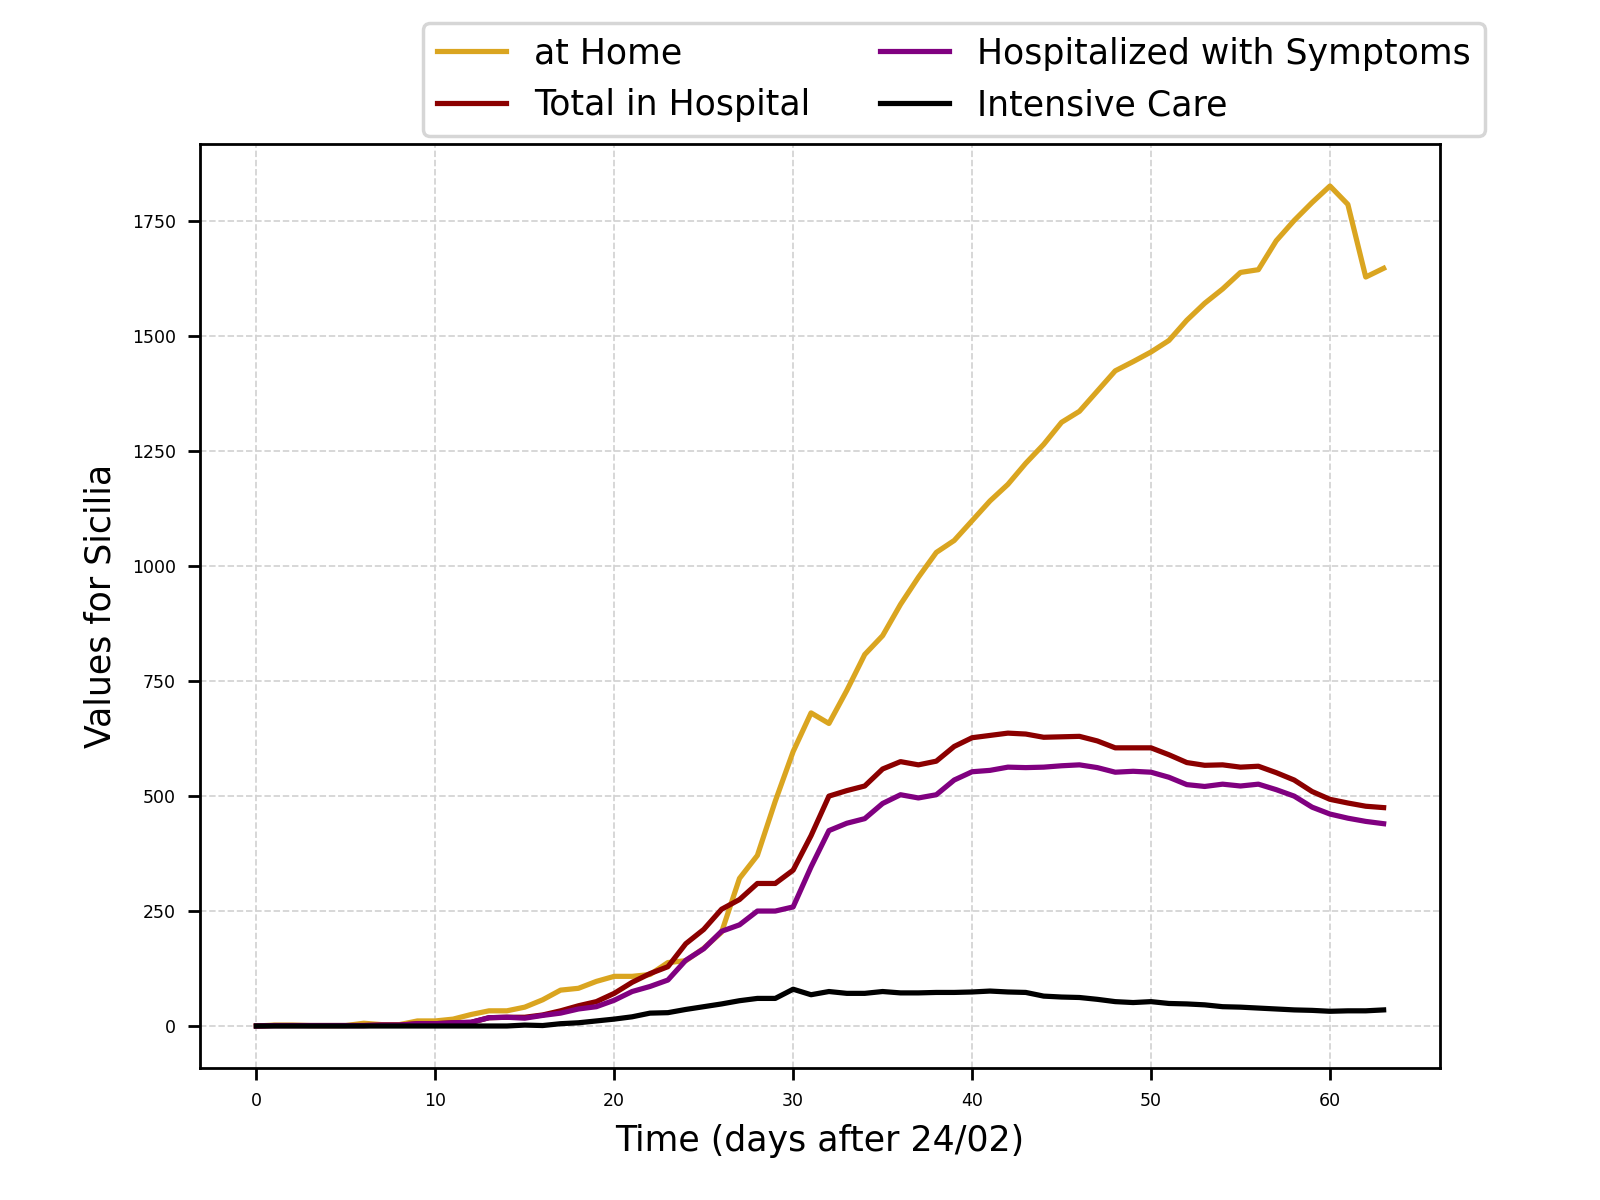 at Home
Total in Hospital
Hospitalized with Symptoms
Intensive Care
Values for Sicilia
1750
1500
1250
1000
750
500
250
0
0 10 20 30 40 50 60
Time (days after 24/02)